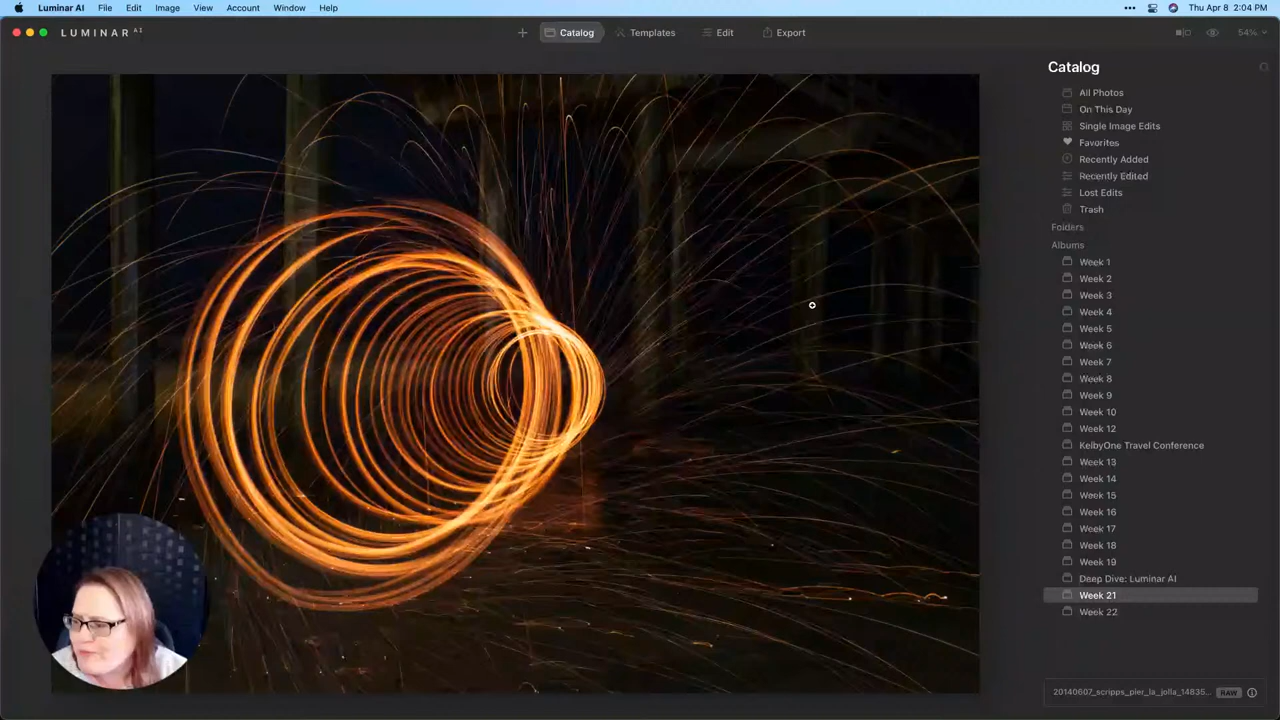 Luminar AI File Edit Image View Account Window Help ••• Thu Apr 8 2:04 PM
LUMINAR AI + Catalog Templates Edit Export 54%
Catalog
All Photos
On This Day
Single Image Edits
Favorites
Recently Added
Recently Edited
Lost Edits
Trash
Folders
Albums
Week 1
Week 2
Week 3
Week 4
Week 5
Week 6
Week 7
Week 8
Week 9
Week 10
Week 12
KelbyOne Travel Conference
Week 13
Week 14
Week 15
Week 16
Week 17
Week 18
Week 19
Deep Dive: Luminar AI
Week 21
Week 22
20140607_scripps_pier_la_jolla_14835... RAW